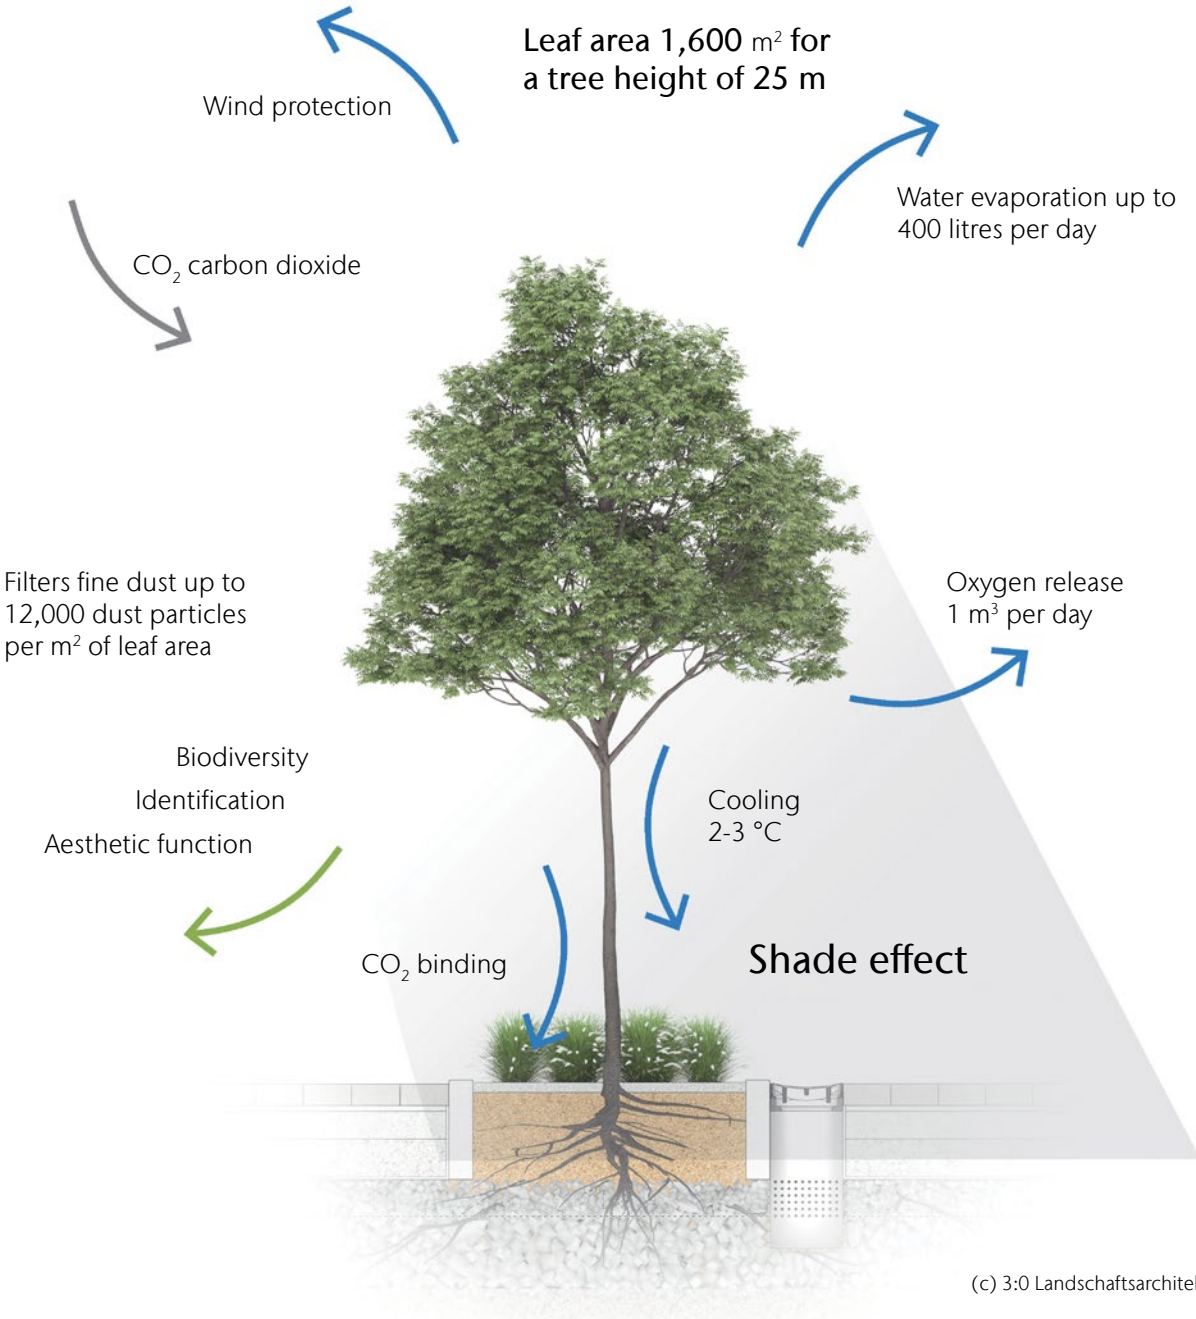 Leaf area 1,600 m² for
a tree height of 25 m
Wind protection
Water evaporation up to
400 litres per day
CO₂ carbon dioxide
Filters fine dust up to
12,000 dust particles
per m² of leaf area
Oxygen release
1 m³ per day
Biodiversity
Identification
Aesthetic function
Cooling
2-3 °C
CO₂ binding
Shade effect
(c) 3:0 Landschaftsarchitek